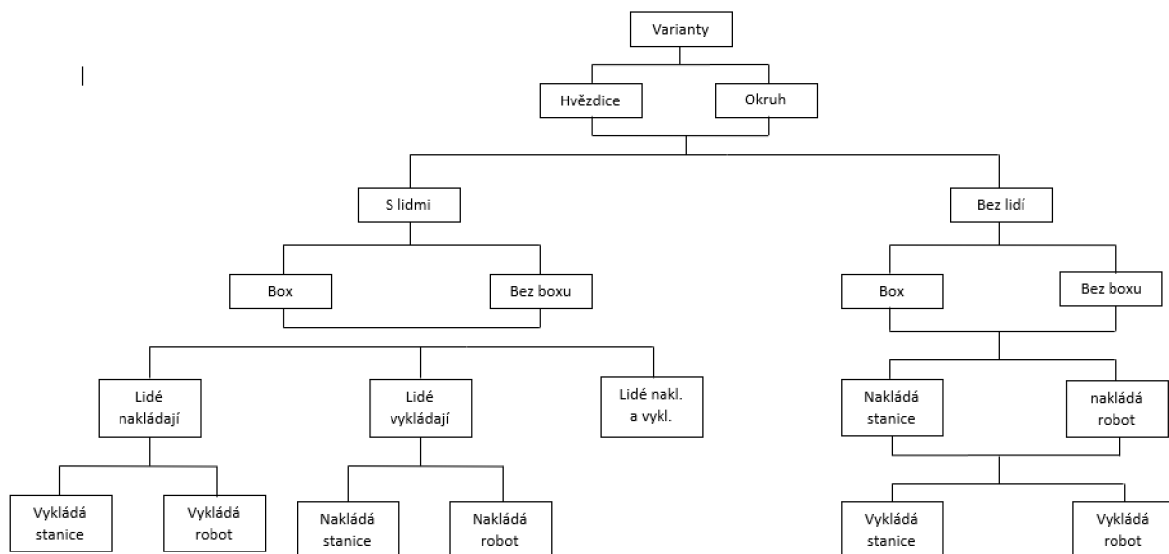 Varianty
Hvězdice
Okruh
S lidmi
Bez lidí
Box
Bez boxu
Box
Bez boxu
Lidé
nakládají
Lidé
vykládají
Lidé nakl.
a vykl.
Nakládá
stanice
nakládá
robot
Vykládá
stanice
Vykládá
robot
Nakládá
stanice
Nakládá
robot
Vykládá
stanice
Vykládá
robot